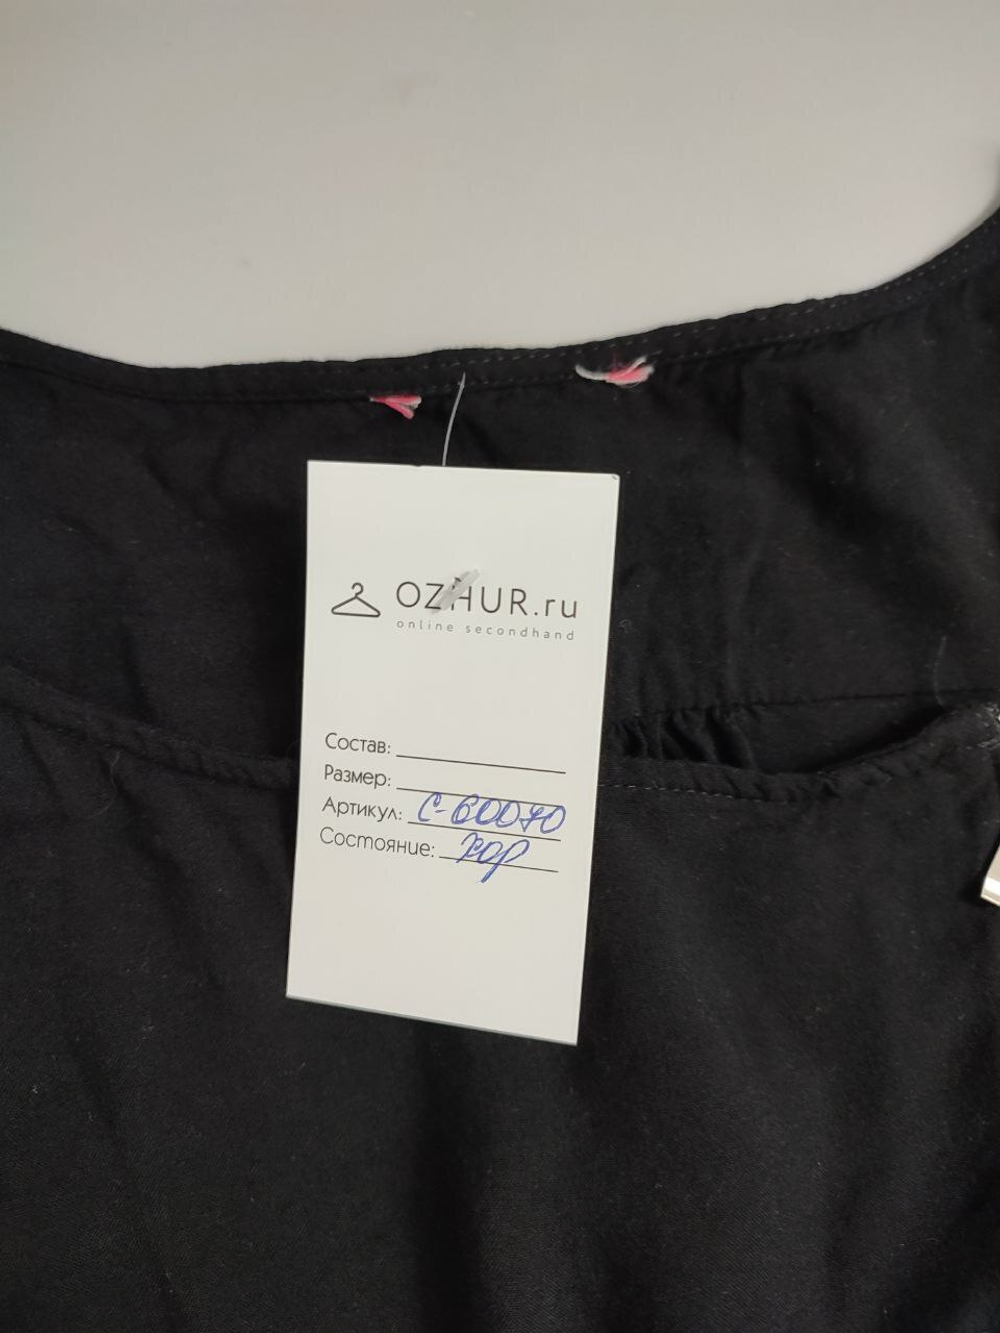 OZHUR.ru
online secondhand
Состав:
Размер:
Артикул: С-60070
Состояние: хор